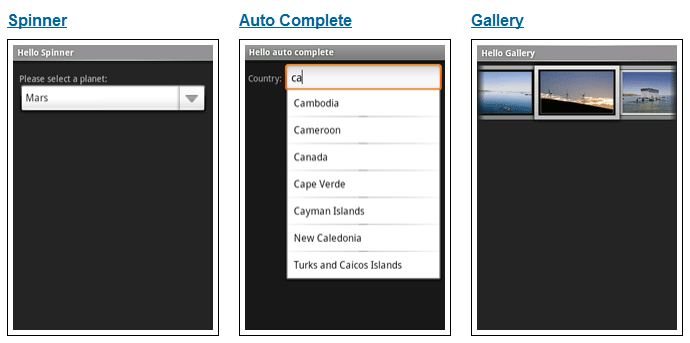 Spinner
Hello Spinner
Please select a planet:
Mars
Auto Complete
Hello auto complete
Country: ca
Cambodia
Cameroon
Canada
Cape Verde
Cayman Islands
New Caledonia
Turks and Caicos Islands
Gallery
Hello Gallery